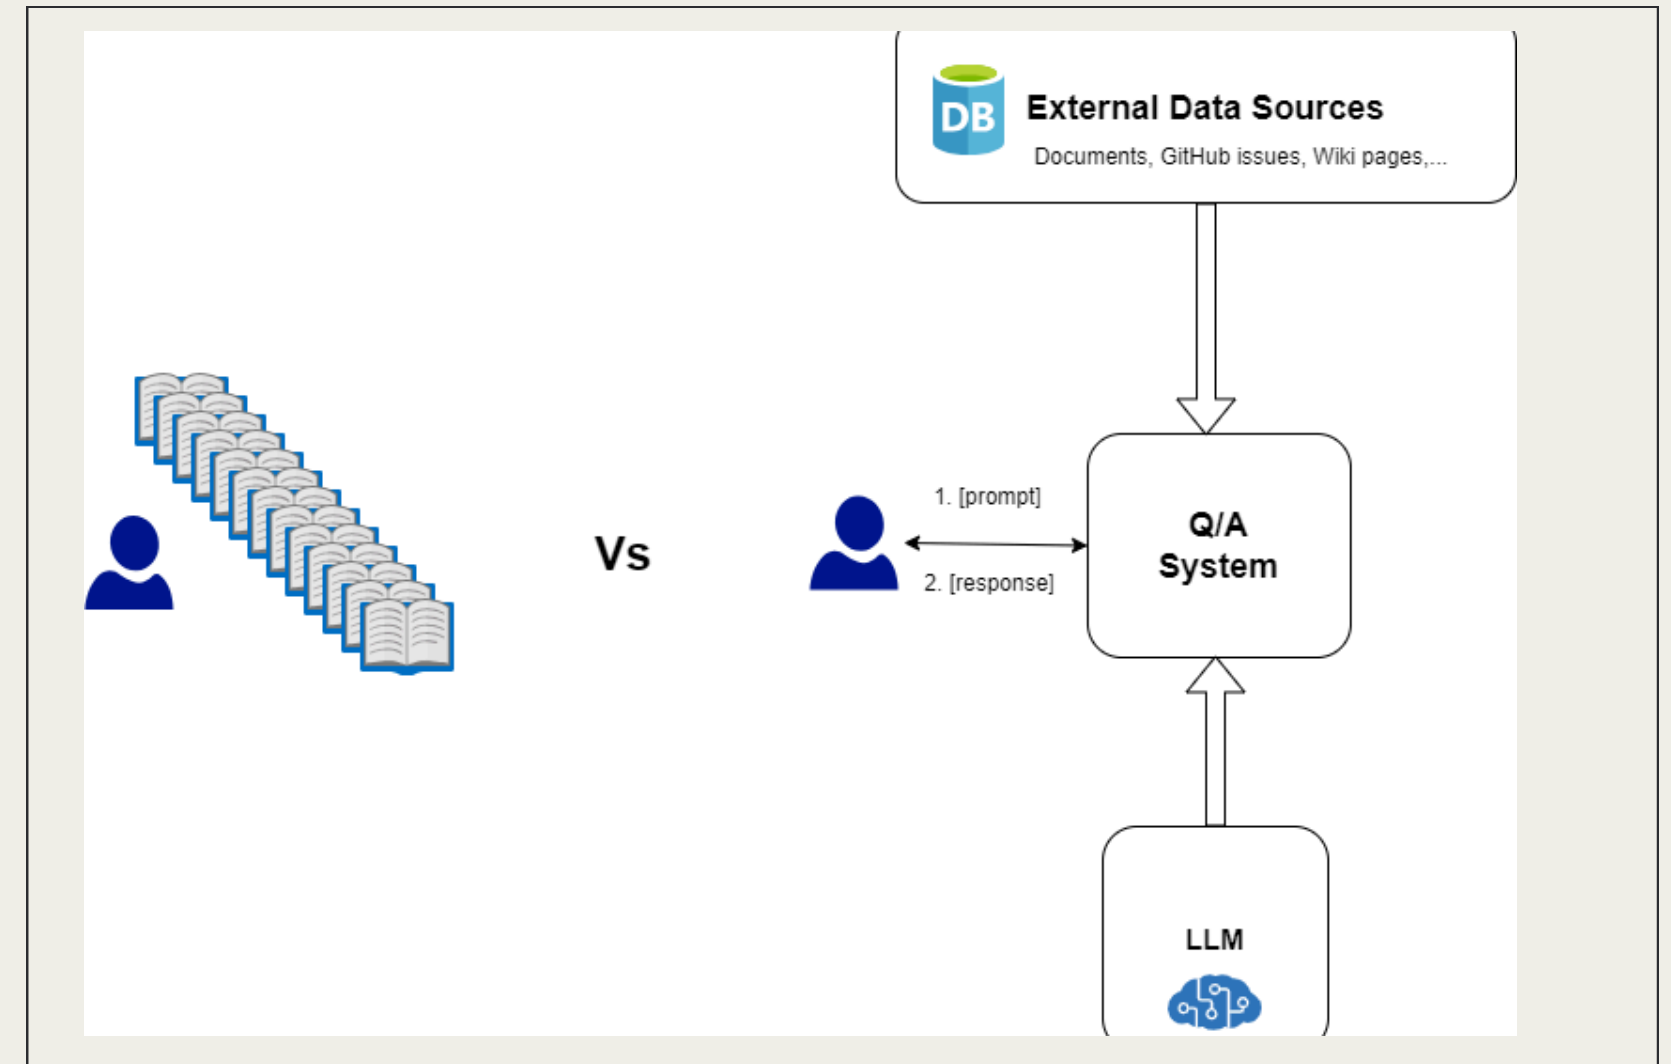 DB
External Data Sources
Documents, GitHub issues, Wiki pages,...
Vs
1. [prompt]
2. [response]
Q/A
System
LLM